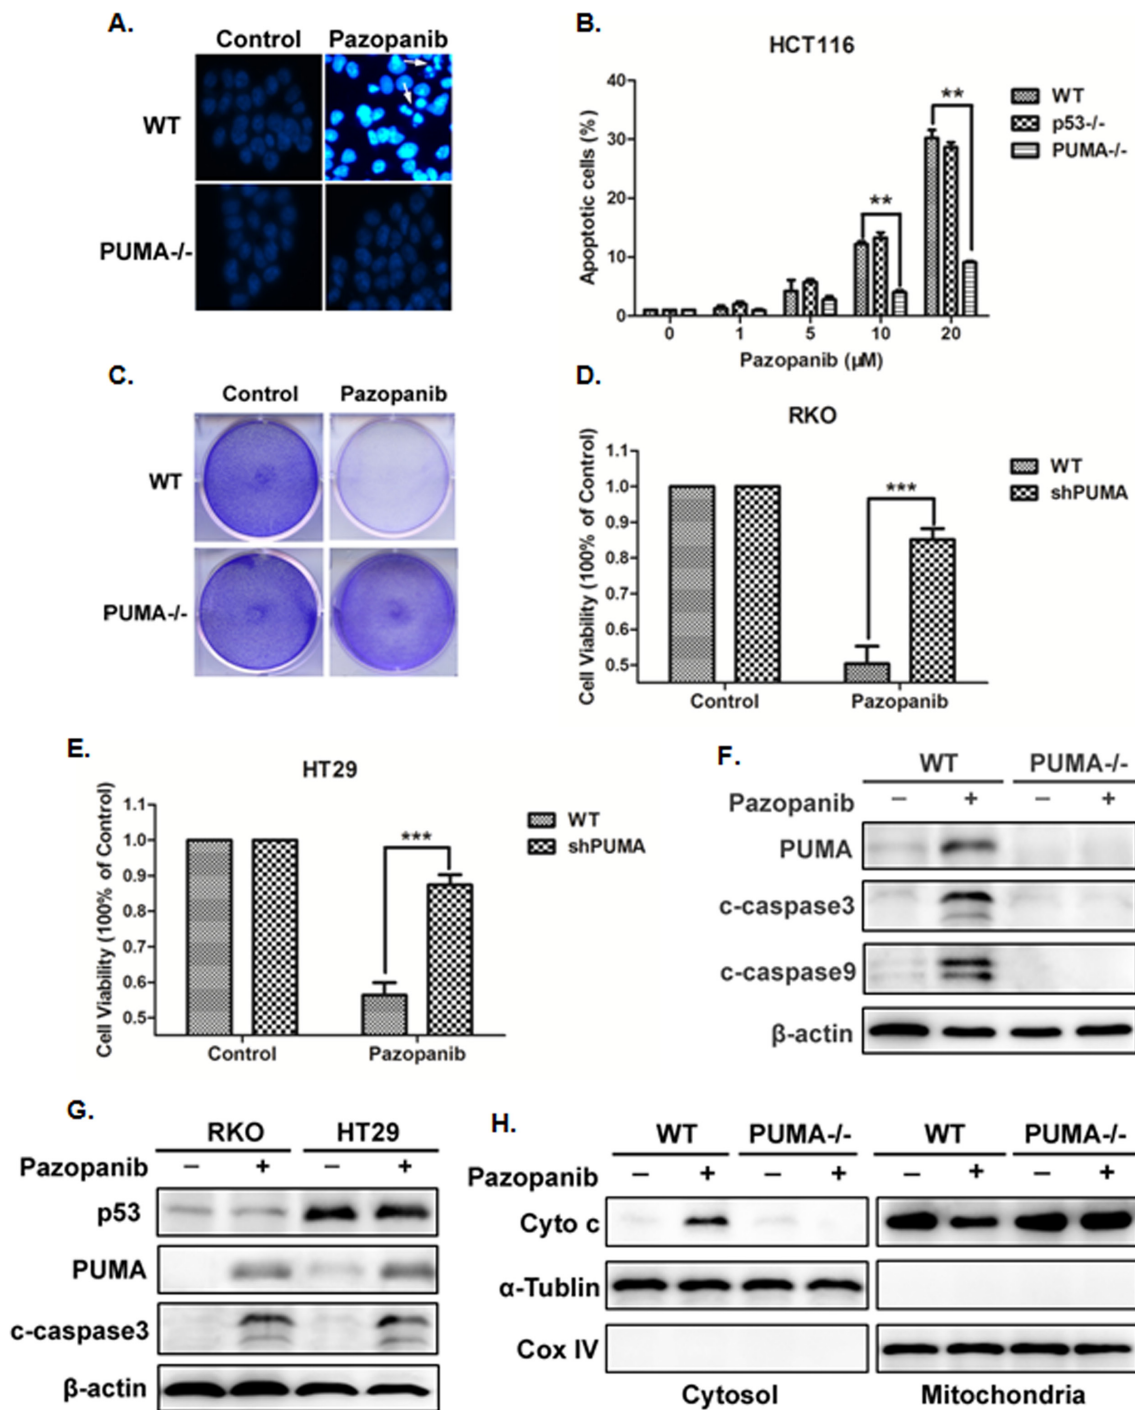 A.
Control Pazopanib
WT
PUMA-/-
B.
HCT116
Apoptotic cells (%)
40
30
20
10
0
0 1 5 10 20
Pazopanib (µM)
** **
WT
p53-/-
PUMA-/-
C.
Control Pazopanib
WT
PUMA-/-
D.
RKO
Cell Viability (100% of Control)
1.1
1.0
0.9
0.8
0.7
0.6
0.5
Control Pazopanib
***
WT
shPUMA
E.
HT29
Cell Viability (100% of Control)
1.1
1.0
0.9
0.8
0.7
0.6
0.5
Control Pazopanib
***
WT
shPUMA
F.
WT PUMA-/-
Pazopanib − + − +
PUMA
c-caspase3
c-caspase9
β-actin
G.
RKO HT29
Pazopanib − + − +
p53
PUMA
c-caspase3
β-actin
H.
WT PUMA-/- WT PUMA-/-
Pazopanib − + − + − + − +
Cyto c
α-Tublin
Cox IV
Cytosol Mitochondria